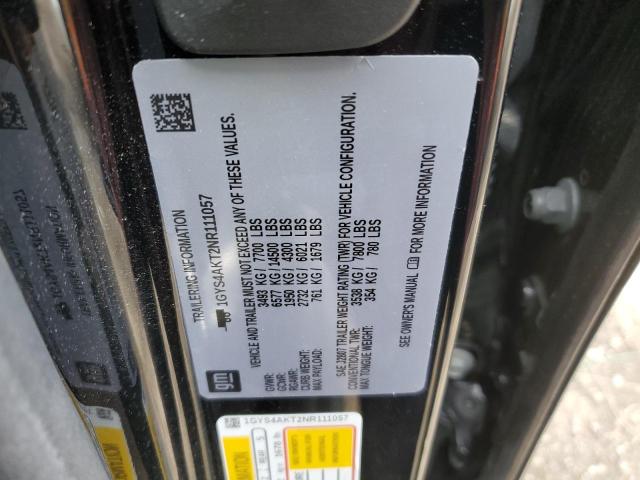 TRAILERING INFORMATION
1GYS4AKT2NR111057
VEHICLE AND TRAILER MUST NOT EXCEED ANY OF THESE VALUES.
GVWR: 3493 KG / 7700 LBS
GCWR: 6577 KG / 14500 LBS
RGAWR: 1950 KG / 4300 LBS
CURB WEIGHT: 2732 KG / 6021 LBS
MAX PAYLOAD: 761 KG / 1679 LBS
SAE J2807 TRAILER WEIGHT RATING (TWR) FOR VEHICLE CONFIGURATION.
CONVENTIONAL TWR: 3538 KG / 7800 LBS
MAX TONGUE WEIGHT: 354 KG / 780 LBS
SEE OWNER'S MANUAL FOR MORE INFORMATION
gm
1GYS4AKT2NR111057
REAR 5